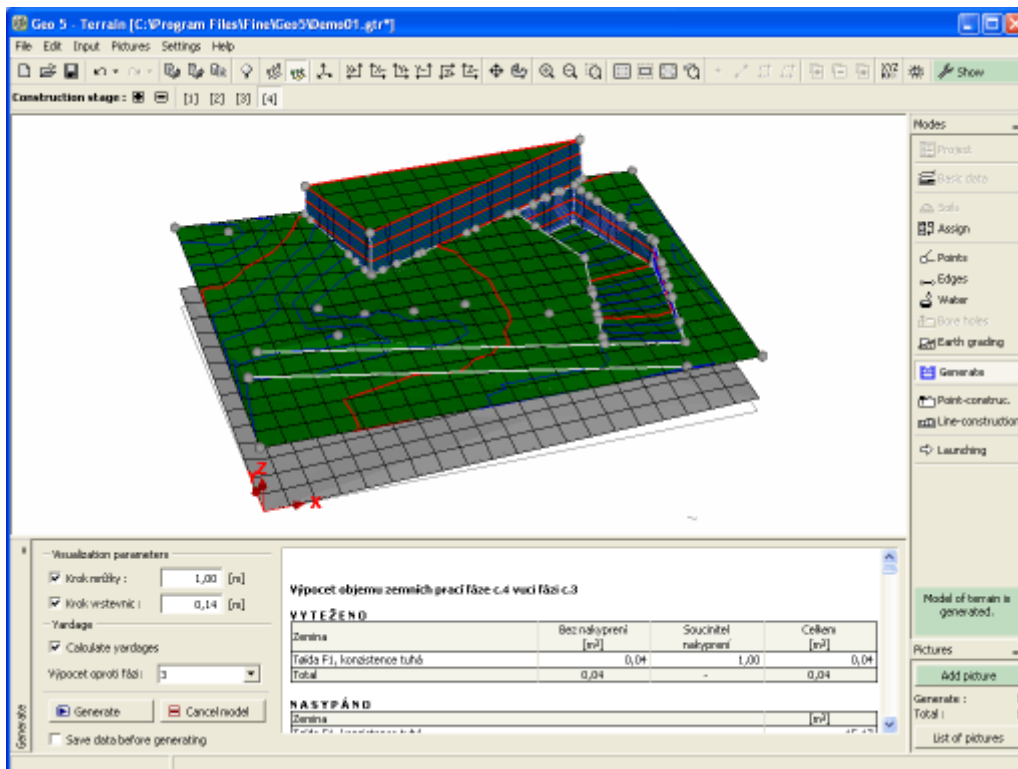 Geo 5 - Terrain [C:\Program Files\Fine\Geo5\Demo01.gtr*]
File Edit Input Pictures Settings Help
Show
Construction stage : [1] [2] [3] [4]
Modes
Project
Basic data
Soils
Assign
Points
Edges
Water
Bore holes
Earth grading
Generate
Point-construc.
Line-construction
Launching
Z
Y
X
Model of terrain is
generated.
Pictures
Add picture
Generate :
Total :
List of pictures
Generate
Visualization parameters
Krok mřížky : 1,00 [m]
Krok vrstevnic : 0,14 [m]
Yardage
Calculate yardages
Výpocet oproti fázi : 3
Generate Cancel model
Save data before generating
Výpocet objemu zemních prací fáze c.4 vuci fázi c.3
VYTEŽENO
Zemina Bez nakyprení [m³] Soucinitel nakyprení Celkem [m³]
Tøída F1, konzistence tuhá 0,04 1,00 0,04
Total 0,04 - 0,04
NASYPÁNO
Zemina [m³]
Tøída F1, konzistence tuhá